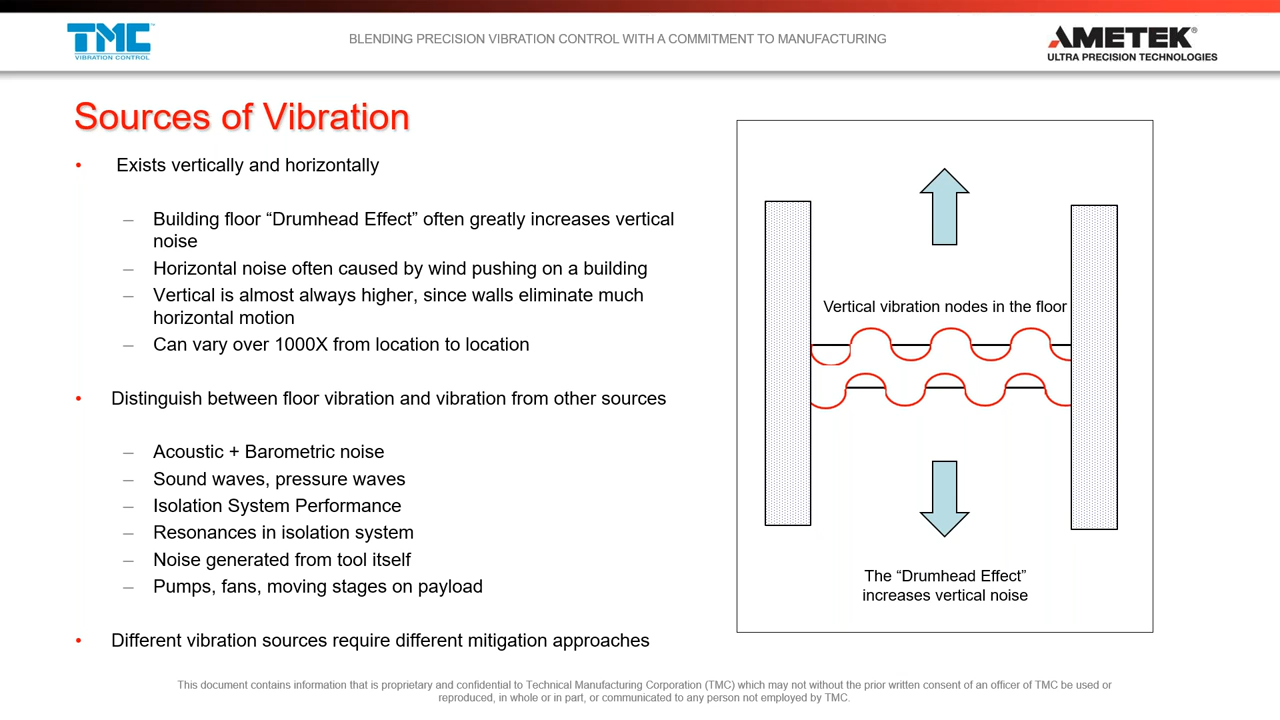 TMC
VIBRATION CONTROL
BLENDING PRECISION VIBRATION CONTROL WITH A COMMITMENT TO MANUFACTURING
AMETEK®
ULTRA PRECISION TECHNOLOGIES
Sources of Vibration
• Exists vertically and horizontally
– Building floor “Drumhead Effect” often greatly increases vertical
noise
– Horizontal noise often caused by wind pushing on a building
– Vertical is almost always higher, since walls eliminate much
horizontal motion
– Can vary over 1000X from location to location
• Distinguish between floor vibration and vibration from other sources
– Acoustic + Barometric noise
– Sound waves, pressure waves
– Isolation System Performance
– Resonances in isolation system
– Noise generated from tool itself
– Pumps, fans, moving stages on payload
• Different vibration sources require different mitigation approaches
Vertical vibration nodes in the floor
The “Drumhead Effect”
increases vertical noise
This document contains information that is proprietary and confidential to Technical Manufacturing Corporation (TMC) which may not without the prior written consent of an officer of TMC be used or
reproduced, in whole or in part, or communicated to any person not employed by TMC.